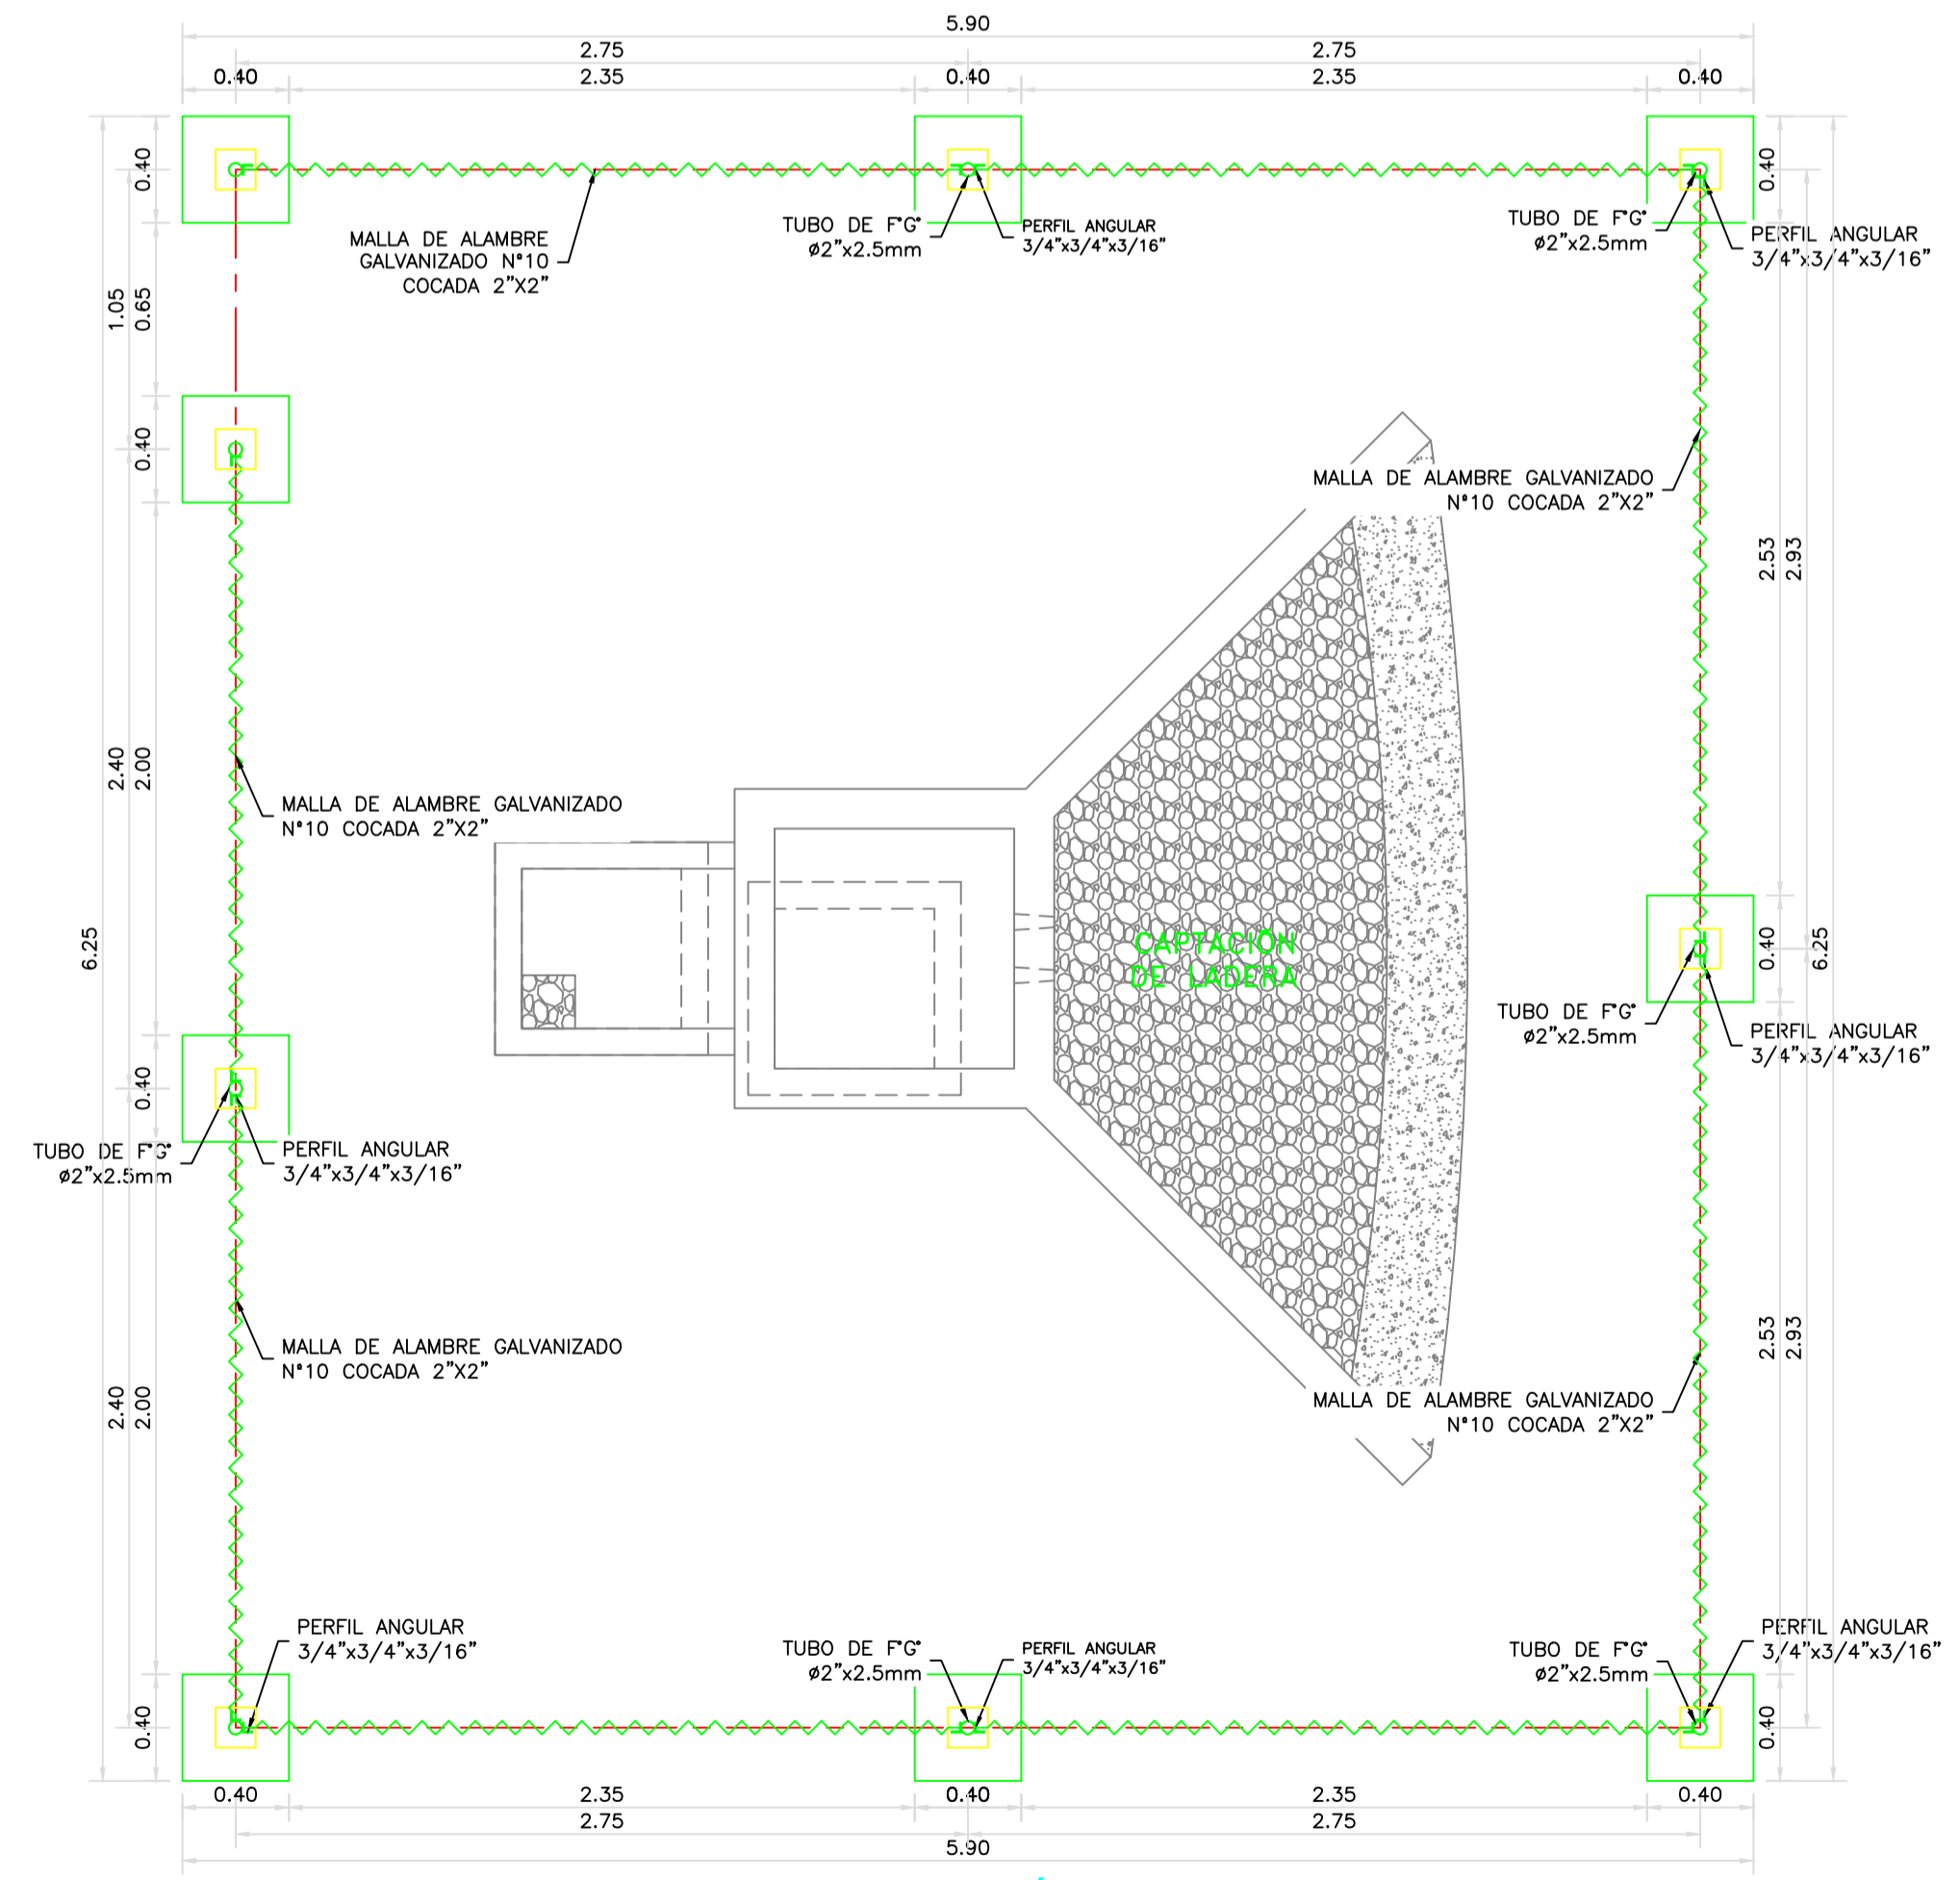 5.90
2.75
2.75
0.40
2.35
0.40
2.35
0.40
0.40
0.40
MALLA DE ALAMBRE
GALVANIZADO Nº10
COCADA 2"X2"
TUBO DE F°G°
ø2"x2.5mm
PERFIL ANGULAR
3/4"x3/4"x3/16"
TUBO DE F°G°
ø2"x2.5mm
PERFIL ANGULAR
3/4"x3/4"x3/16"
1.05
0.65
0.40
MALLA DE ALAMBRE GALVANIZADO
Nº10 COCADA 2"X2"
2.53
2.93
2.40
2.00
MALLA DE ALAMBRE GALVANIZADO
Nº10 COCADA 2"X2"
6.25
CAPTACIÓN
DE LADERA
0.40
6.25
TUBO DE F°G°
ø2"x2.5mm
PERFIL ANGULAR
3/4"x3/4"x3/16"
0.40
TUBO DE F°G°
ø2"x2.5mm
PERFIL ANGULAR
3/4"x3/4"x3/16"
MALLA DE ALAMBRE GALVANIZADO
Nº10 COCADA 2"X2"
2.53
2.93
2.40
2.00
MALLA DE ALAMBRE GALVANIZADO
Nº10 COCADA 2"X2"
PERFIL ANGULAR
3/4"x3/4"x3/16"
TUBO DE F°G°
ø2"x2.5mm
PERFIL ANGULAR
3/4"x3/4"x3/16"
TUBO DE F°G°
ø2"x2.5mm
PERFIL ANGULAR
3/4"x3/4"x3/16"
0.40
0.40
0.40
2.35
0.40
2.35
0.40
2.75
2.75
5.90